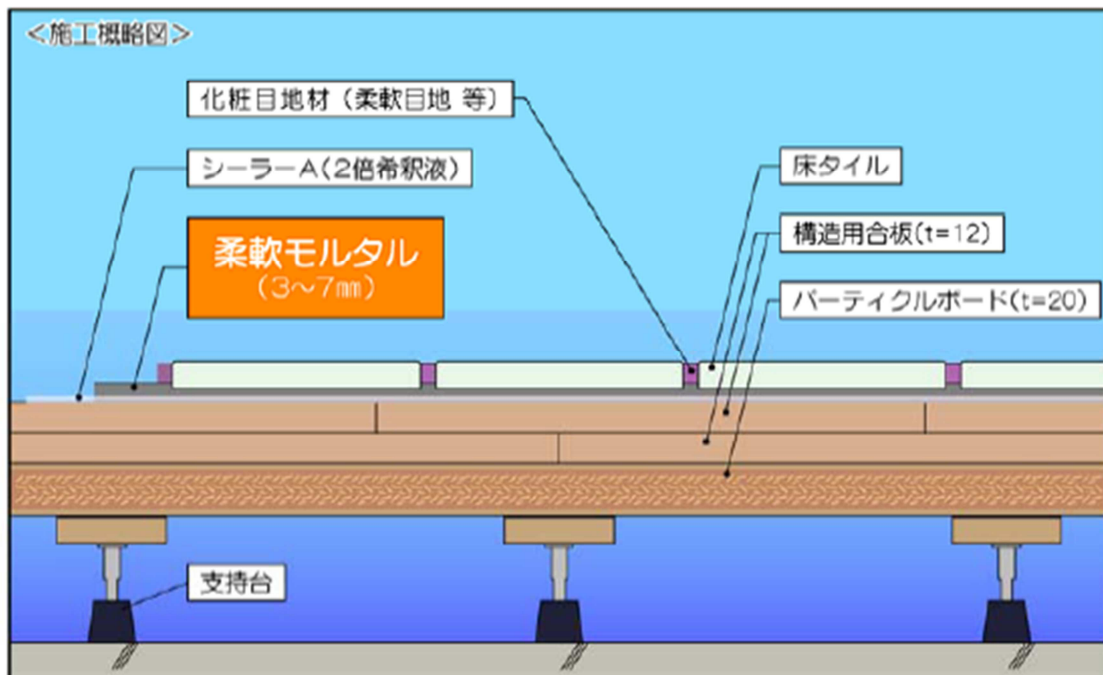 <施工概略図>
化粧目地材（柔軟目地 等）
シーラーA（2倍希釈液）
柔軟モルタル
（3〜7㎜）
床タイル
構造用合板(t=12)
パーティクルボード(t=20)
支持台